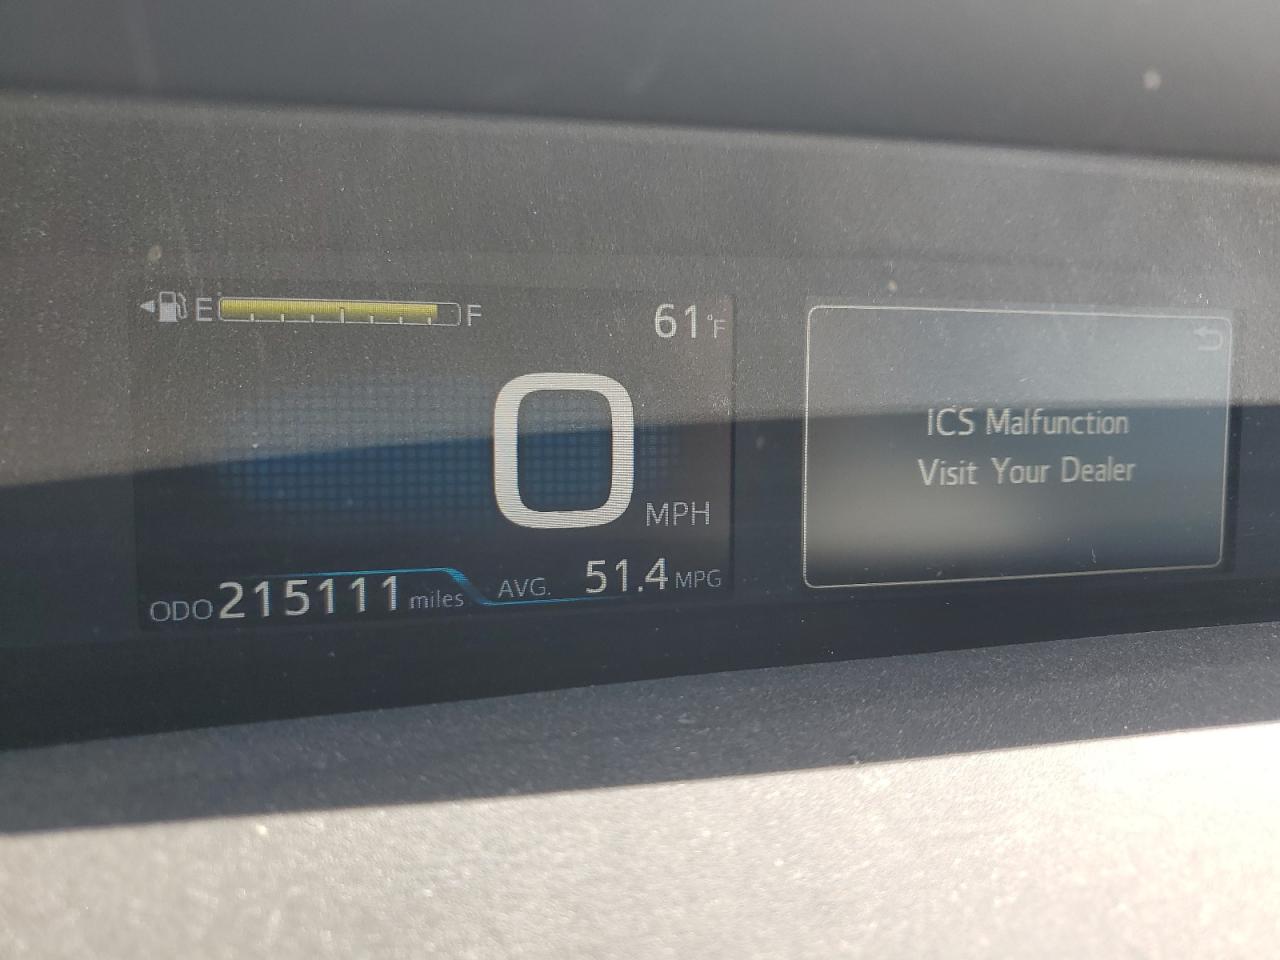 E F
61°F
0 MPH
ODO 215111 miles
AVG. 51.4 MPG
ICS Malfunction
Visit Your Dealer